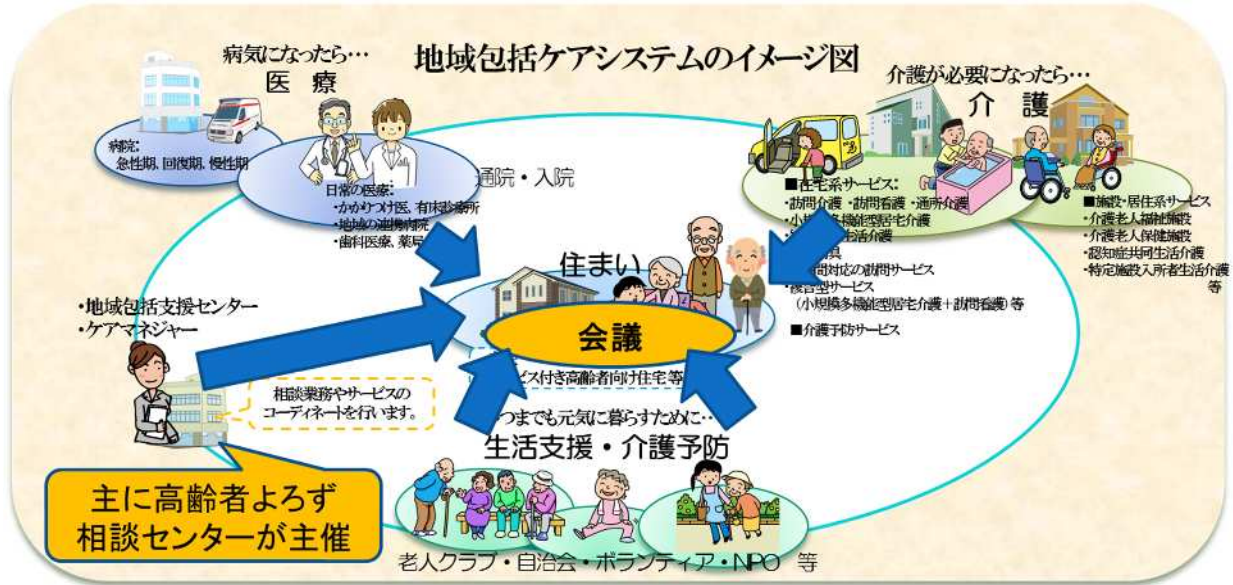 地域包括ケアシステムのイメージ図
病気になったら…
医 療
病院:
急性期、回復期、慢性期
日常の医療:
・かかりつけ医、有床診療所
・地域の連携病院
・歯科医療、薬局
通院・入院
介護が必要になったら…
介 護
■在宅系サービス:
・訪問介護 ・訪問看護 ・通所介護
・小規模多機能型居宅介護
生活介護
対応の訪問サービス
・複合型サービス
(小規模多機能型居宅介護+訪問看護)等
■介護予防サービス
■施設・居住系サービス
・介護老人福祉施設
・介護老人保健施設
・認知症共同生活介護
・特定施設入所者生活介護
等
住まい
会議
ビス付き高齢者向け住宅等
・地域包括支援センター
・ケアマネジャー
相談業務やサービスの
コーディネートを行います。
つまでも元気に暮らすために…
生活支援・介護予防
主に高齢者よろず
相談センターが主催
老人クラブ・自治会・ボランティア・NPO 等